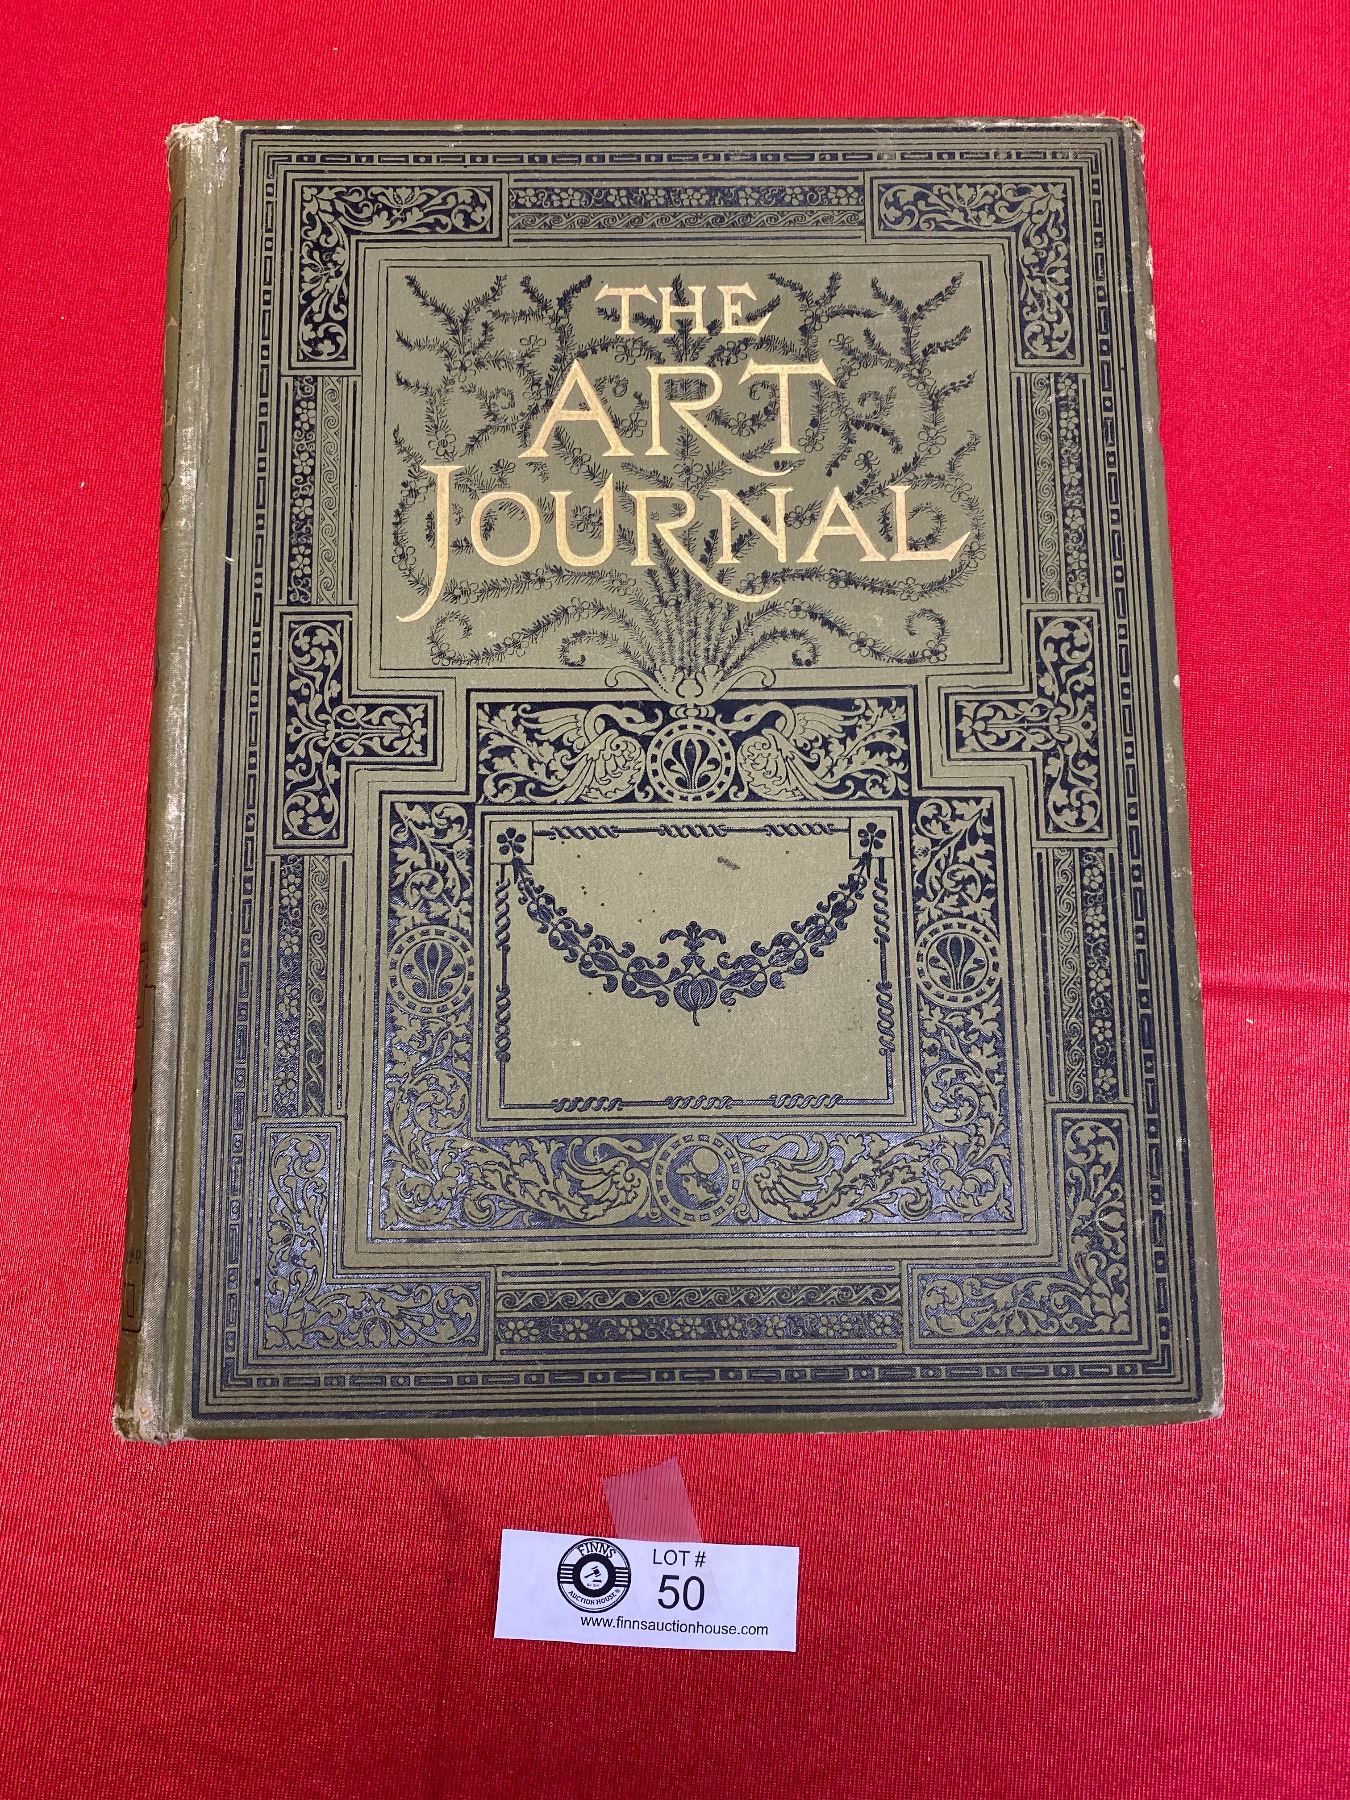 THE
ART
JOURNAL
FINNS
AUCTION HOUSE
LOT #
50
www.finnsauctionhouse.com